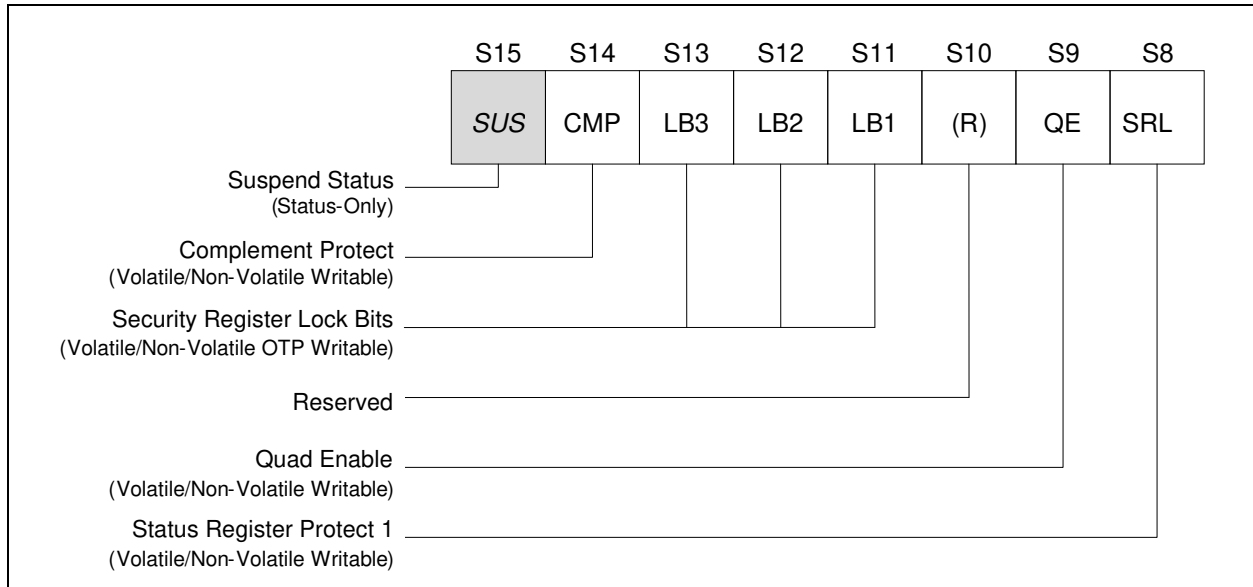 S15 S14 S13 S12 S11 S10 S9 S8
SUS CMP LB3 LB2 LB1 (R) QE SRL
Suspend Status
(Status-Only)
Complement Protect
(Volatile/Non-Volatile Writable)
Security Register Lock Bits
(Volatile/Non-Volatile OTP Writable)
Reserved
Quad Enable
(Volatile/Non-Volatile Writable)
Status Register Protect 1
(Volatile/Non-Volatile Writable)